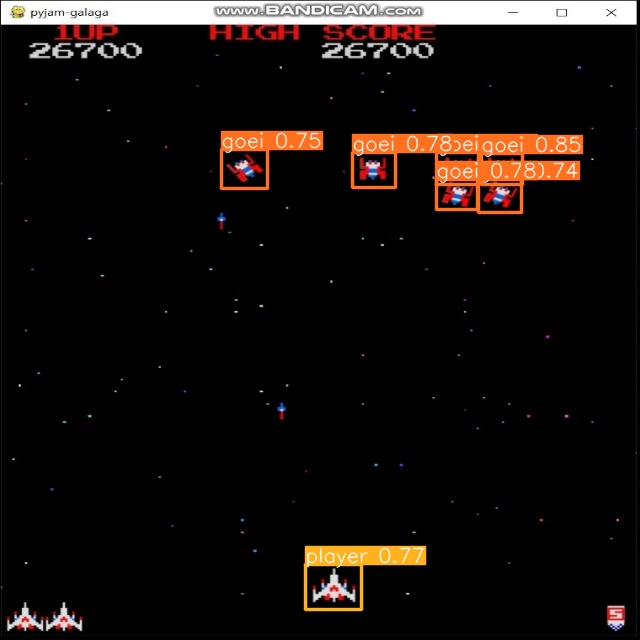 pyjam-galaga
www.BANDICAM.com
1UP HIGH SCORE
26700 26700
goei 0.75 goei 0.78 oei goei 0.85
goei 0.78 0.74
player 0.77
5